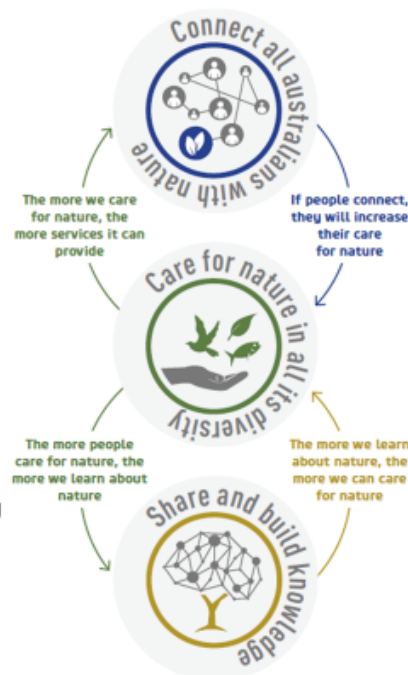 Connect all australians with nature
The more we care
for nature, the
more services it can
provide
If people connect,
they will increase
their care
for nature
Care for nature in all its diversity
The more people
care for nature, the
more we learn about
nature
The more we learn
about nature, the
more we can care
for nature
Share and build knowledge